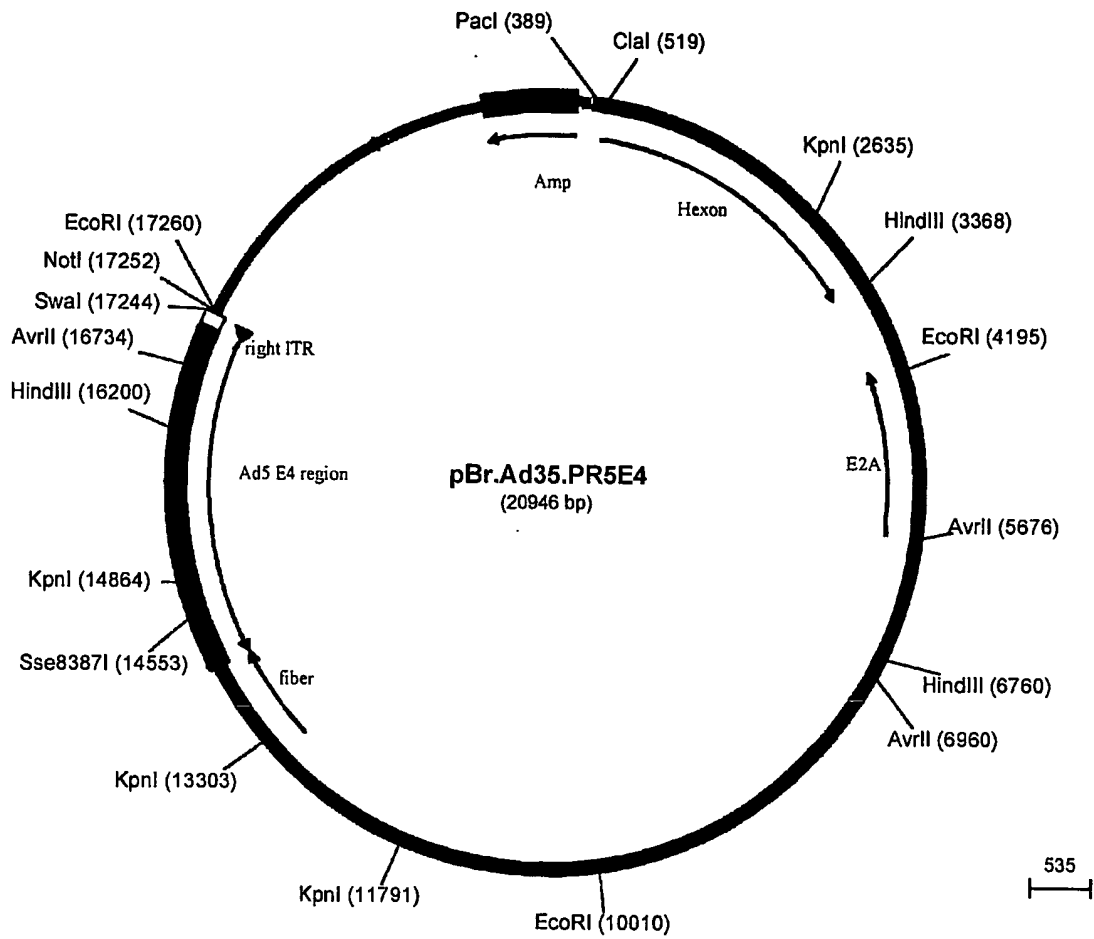 PacI (389)
ClaI (519)
KpnI (2635)
HindIII (3368)
EcoRI (4195)
AvrII (5676)
HindIII (6760)
AvrII (6960)
EcoRI (10010)
KpnI (11791)
KpnI (13303)
Sse8387I (14553)
KpnI (14864)
HindIII (16200)
AvrII (16734)
SwaI (17244)
NotI (17252)
EcoRI (17260)
Amp
Hexon
E2A
right ITR
Ad5 E4 region
fiber
pBr.Ad35.PR5E4
(20946 bp)
535